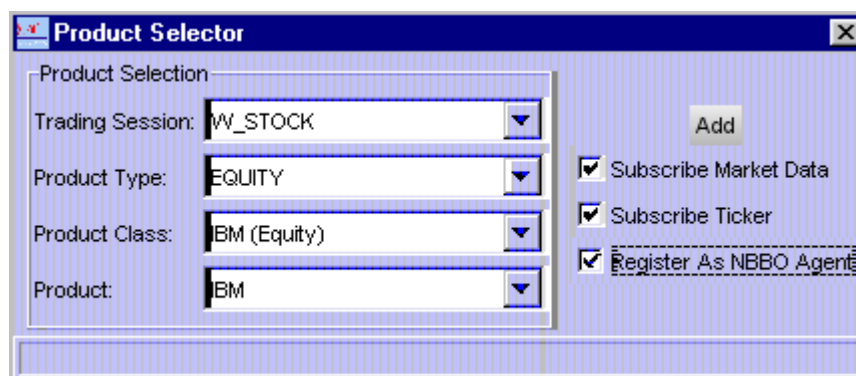 Product Selector
Product Selection
Trading Session: W_STOCK
Product Type: EQUITY
Product Class: IBM (Equity)
Product: IBM
Add
Subscribe Market Data
Subscribe Ticker
Register As NBBO Agent